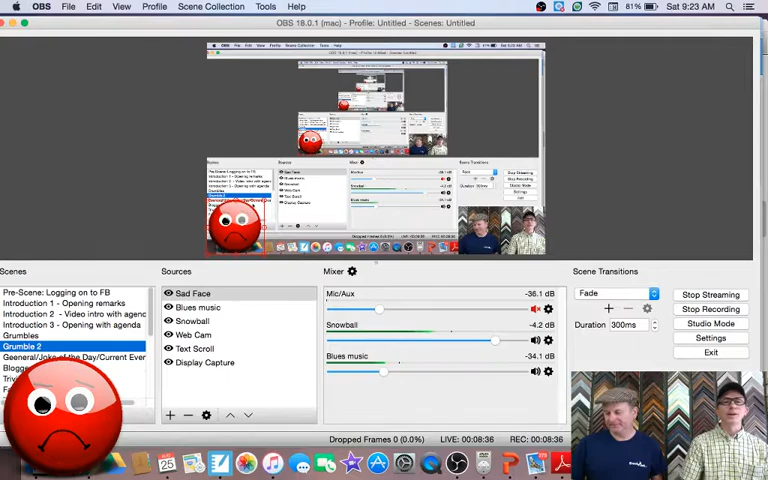 OBS File Edit View Profile Scene Collection Tools Help 81% Sat 9:23 AM
OBS 18.0.1 (mac) - Profile: Untitled - Scenes: Untitled
Scenes
Pre-Scene: Logging on to FB
Introduction 1 - Opening remarks
Introduction 2 - Video intro with agend
Introduction 3 - Opening with agenda
Grumbles
Grumble 2
Geeneral/Joke of the Day/Current Ever
Blogge
Triv
Sources
Sad Face
Blues music
Snowball
Web Cam
Text Scroll
Display Capture
Mixer
Mic/Aux -36.1 dB
Snowball -4.2 dB
Blues music -34.1 dB
Scene Transitions
Fade
Duration 300ms
Stop Streaming
Stop Recording
Studio Mode
Settings
Exit
Dropped Frames 0 (0.0%) LIVE: 00:08:36 REC: 00:08:36
25